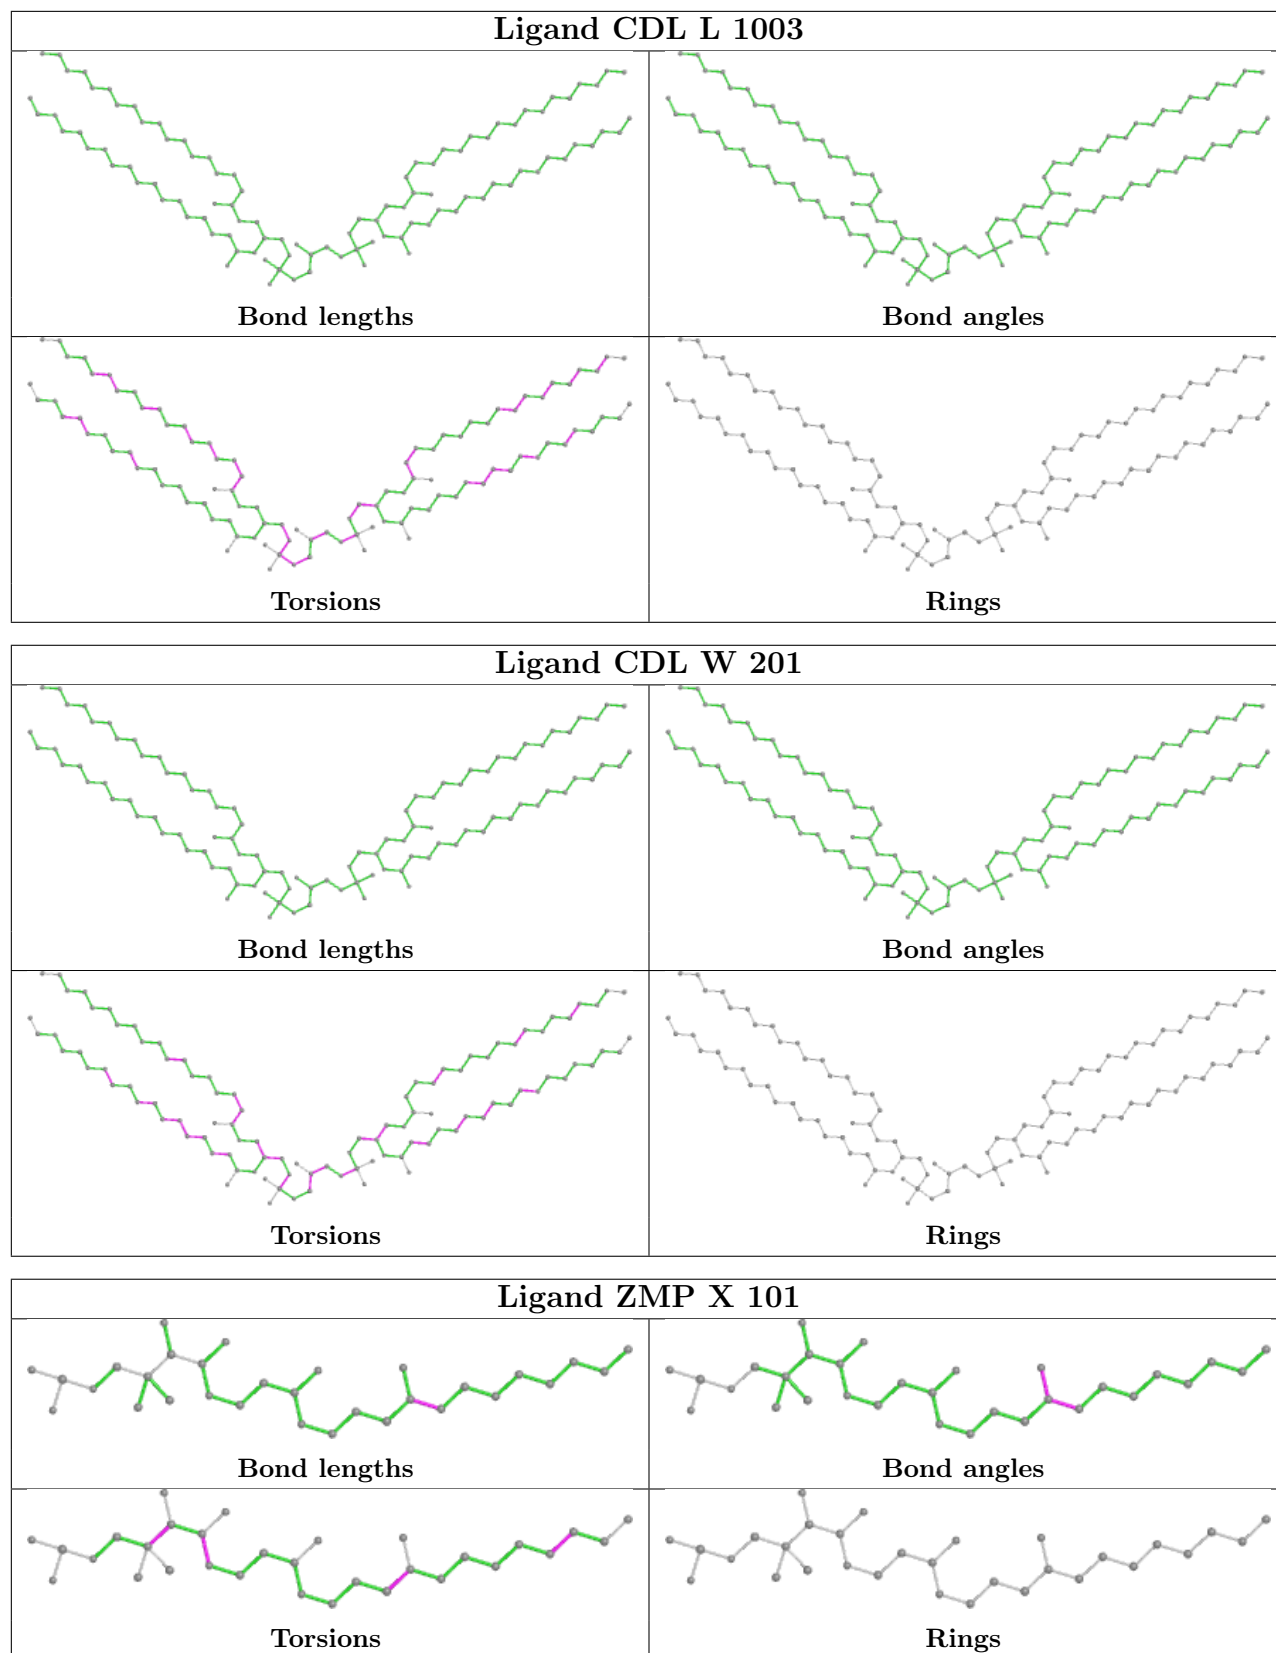 Ligand CDL L 1003
Bond lengths
Bond angles
Torsions
Rings
Ligand CDL W 201
Bond lengths
Bond angles
Torsions
Rings
Ligand ZMP X 101
Bond lengths
Bond angles
Torsions
Rings